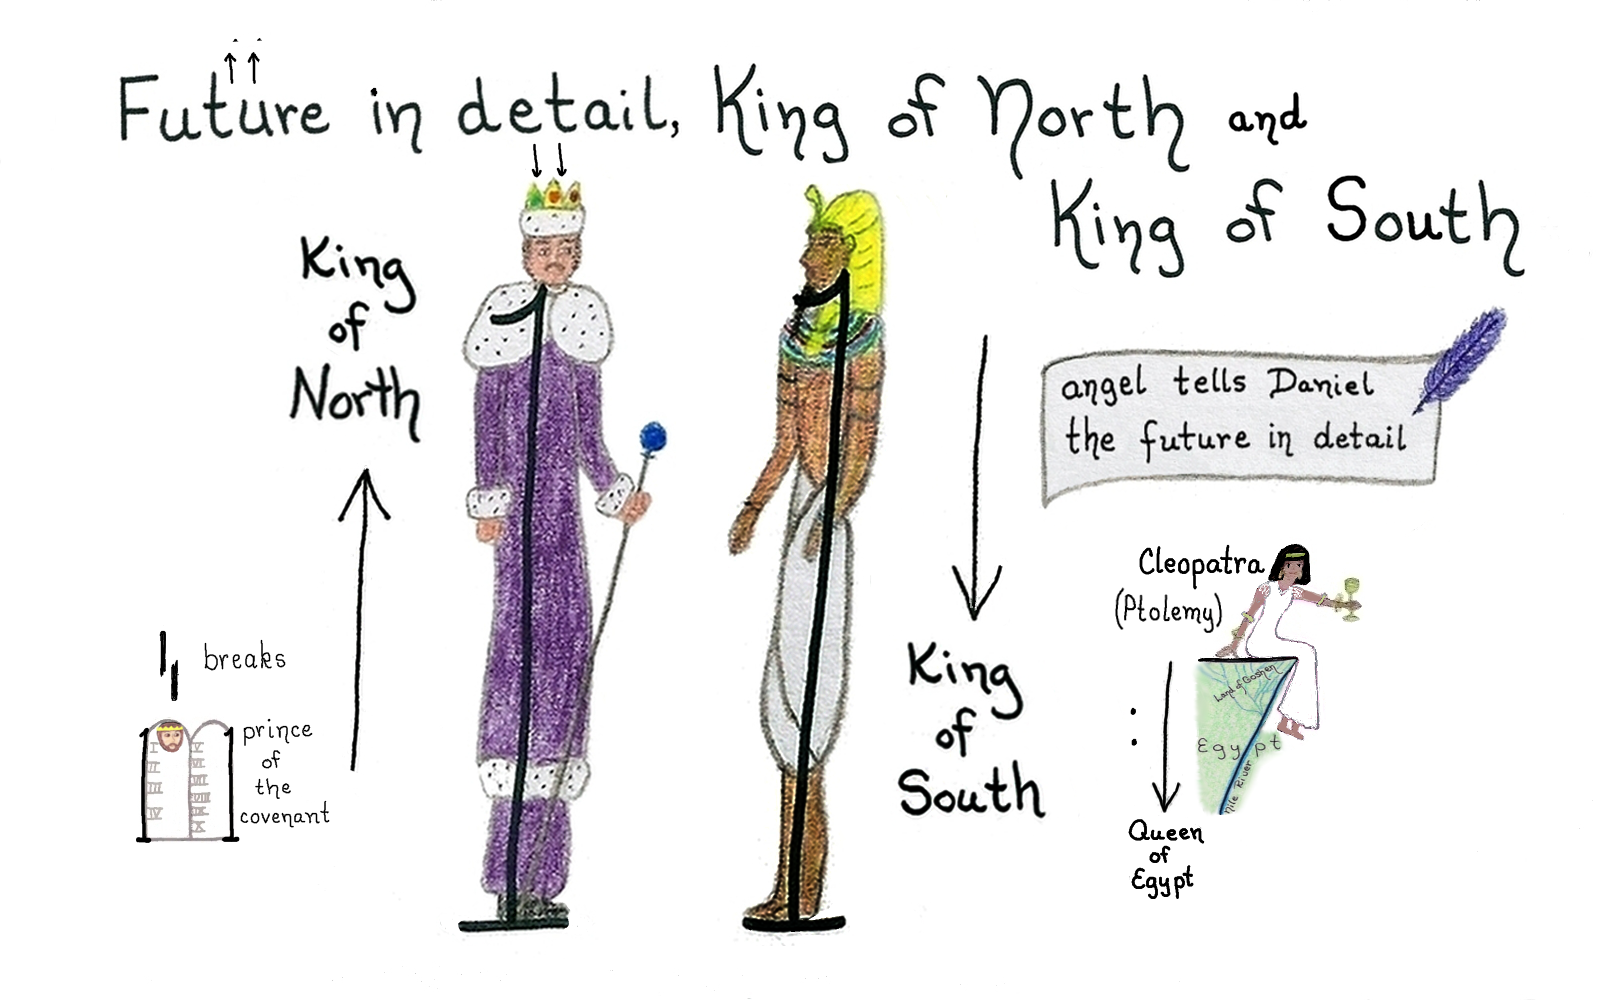 Future in detail, King of North and
King of South
King
of
North
angel tells Daniel
the future in detail
Cleopatra
(Ptolemy)
Land of Goshen
Egypt
Nile River
breaks
prince
of
the
covenant
King
of
South
Queen
of
Egypt